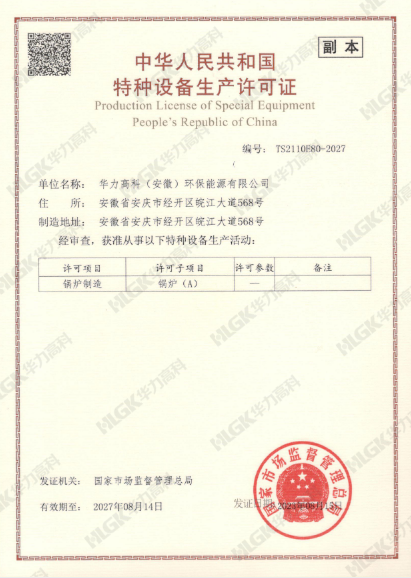 副本
中华人民共和国
特种设备生产许可证
Production License of Special Equipment
People's Republic of China
编号: TS2110F80-2027
单位名称: 华力高科（安徽）环保能源有限公司
住 所: 安徽省安庆市经开区皖江大道568号
制造地址: 安徽省安庆市经开区皖江大道568号
经审查，获准从事以下特种设备生产活动:
许可项目 许可子项目 许可参数 备注
锅炉制造 锅炉（A） —
国家市场监督管理总局
发证机关: 国家市场监督管理总局
有效期至: 2027年08月14日
发证日期:
MLGK华力高科